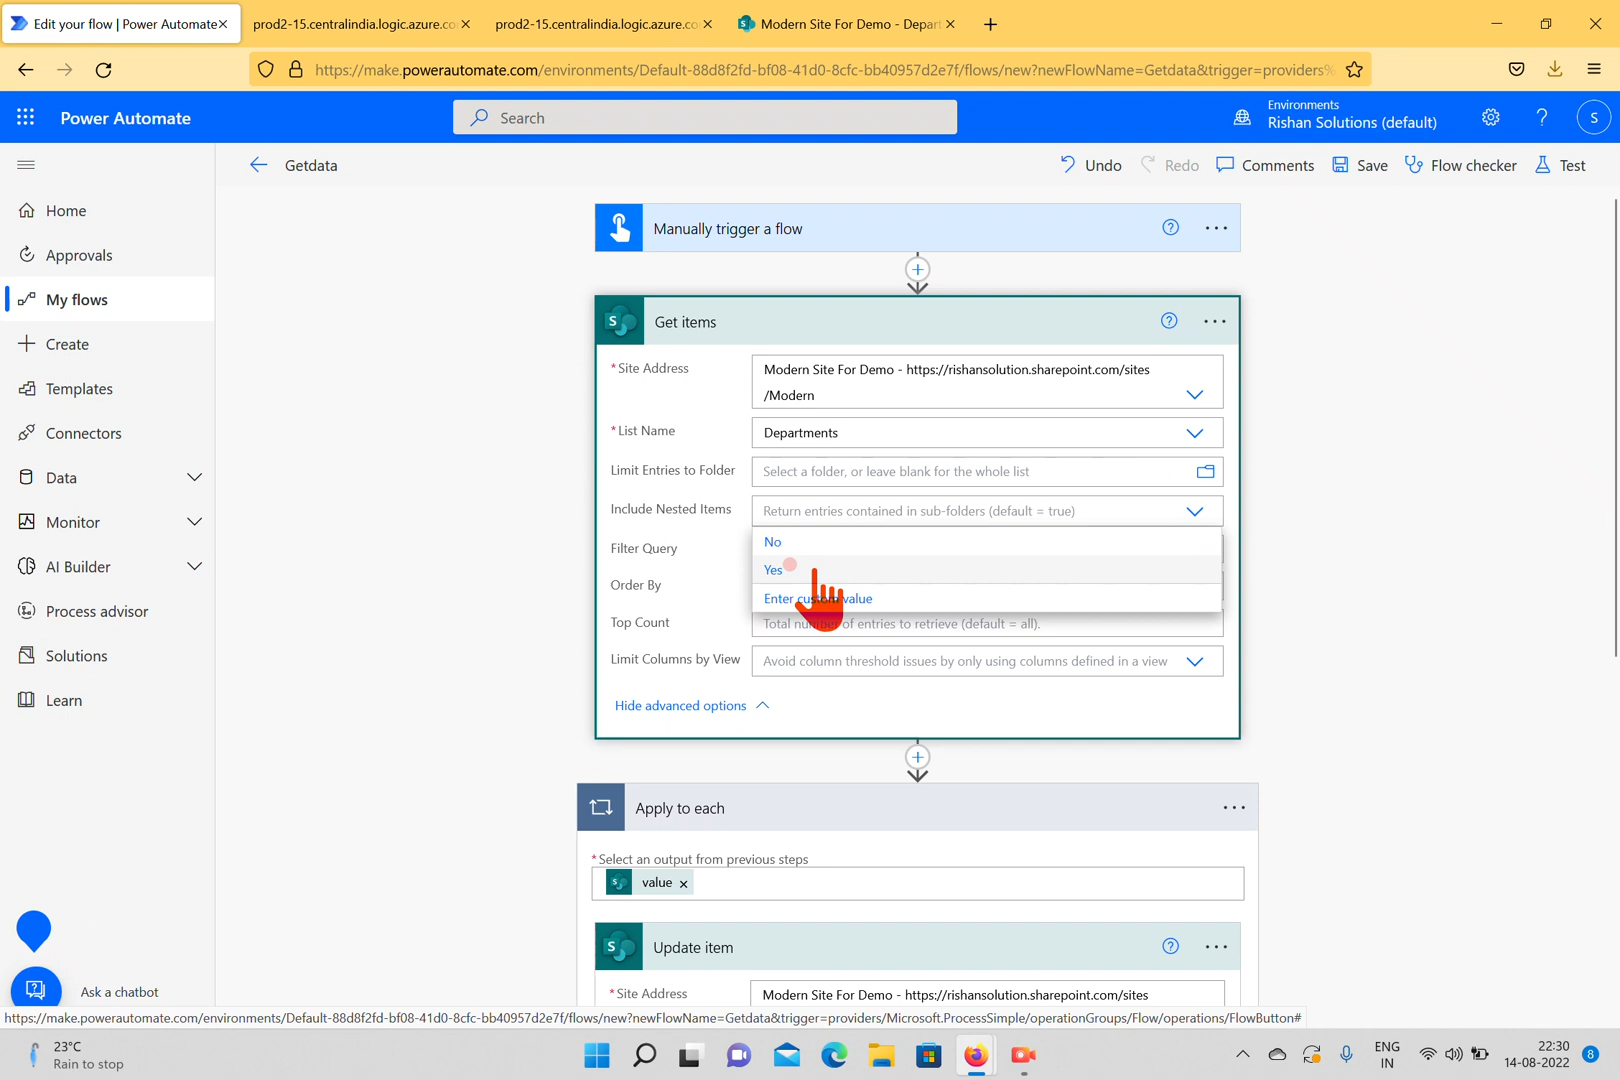 Edit your flow | Power Automate
prod2-15.centralindia.logic.azure.co
prod2-15.centralindia.logic.azure.co
Modern Site For Demo - Depart
https://make.powerautomate.com/environments/Default-88d8f2fd-bf08-41d0-8cfc-bb40957d2e7f/flows/new?newFlowName=Getdata&trigger=providers%
Power Automate
Search
Environments
Rishan Solutions (default)
S
Getdata
Undo
Redo
Comments
Save
Flow checker
Test
Home
Approvals
My flows
Create
Templates
Connectors
Data
Monitor
AI Builder
Process advisor
Solutions
Learn
Ask a chatbot
Manually trigger a flow
Get items
* Site Address
Modern Site For Demo - https://rishansolution.sharepoint.com/sites
/Modern
* List Name
Departments
Limit Entries to Folder
Select a folder, or leave blank for the whole list
Include Nested Items
Return entries contained in sub-folders (default = true)
Filter Query
No
Yes
Order By
Enter custom value
Top Count
Total number of entries to retrieve (default = all).
Limit Columns by View
Avoid column threshold issues by only using columns defined in a view
Hide advanced options
Apply to each
* Select an output from previous steps
value
Update item
* Site Address
Modern Site For Demo - https://rishansolution.sharepoint.com/sites
https://make.powerautomate.com/environments/Default-88d8f2fd-bf08-41d0-8cfc-bb40957d2e7f/flows/new?newFlowName=Getdata&trigger=providers/Microsoft.ProcessSimple/operationGroups/Flow/operations/FlowButton#
23°C
Rain to stop
ENG
IN
22:30
14-08-2022
8